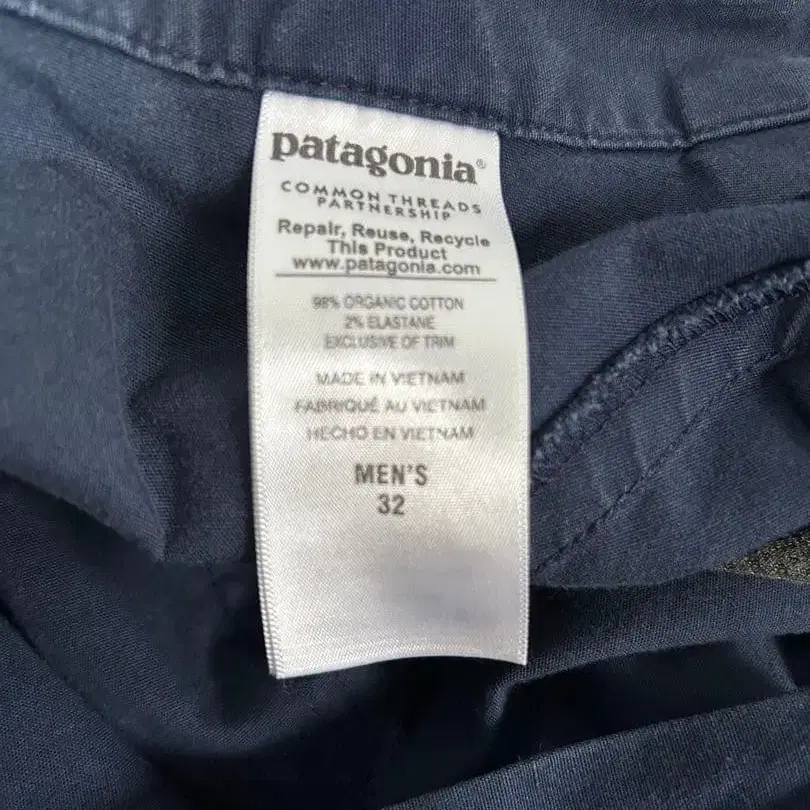 patagonia®
COMMON THREADS
PARTNERSHIP
Repair, Reuse, Recycle
This Product
www.patagonia.com
98% ORGANIC COTTON
2% ELASTANE
EXCLUSIVE OF TRIM
MADE IN VIETNAM
FABRIQUÉ AU VIETNAM
HECHO EN VIETNAM
MEN'S
32